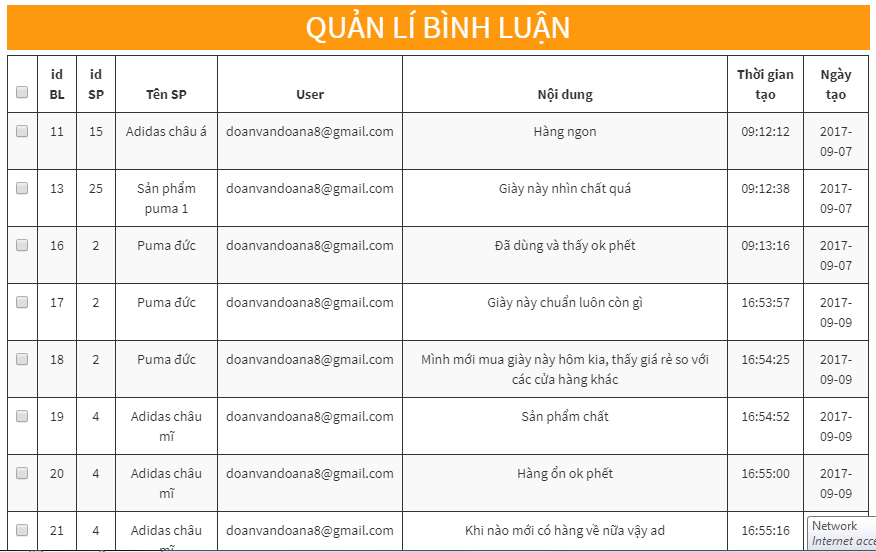 QUẢN LÍ BÌNH LUẬN
id BL | id SP | Tên SP | User | Nội dung | Thời gian tạo | Ngày tạo
11 | 15 | Adidas châu á | doanvandoana8@gmail.com | Hàng ngon | 09:12:12 | 2017-09-07
13 | 25 | Sản phẩm puma 1 | doanvandoana8@gmail.com | Giày này nhìn chất quá | 09:12:38 | 2017-09-07
16 | 2 | Puma đức | doanvandoana8@gmail.com | Đã dùng và thấy ok phết | 09:13:16 | 2017-09-07
17 | 2 | Puma đức | doanvandoana8@gmail.com | Giày này chuẩn luôn còn gì | 16:53:57 | 2017-09-09
18 | 2 | Puma đức | doanvandoana8@gmail.com | Mình mới mua giày này hôm kia, thấy giá rẻ so với các cửa hàng khác | 16:54:25 | 2017-09-09
19 | 4 | Adidas châu mĩ | doanvandoana8@gmail.com | Sản phẩm chất | 16:54:52 | 2017-09-09
20 | 4 | Adidas châu mĩ | doanvandoana8@gmail.com | Hàng ổn ok phết | 16:55:00 | 2017-09-09
21 | 4 | Adidas châu mĩ | doanvandoana8@gmail.com | Khi nào mới có hàng về nữa vậy ad | 16:55:16
Network
Internet acce